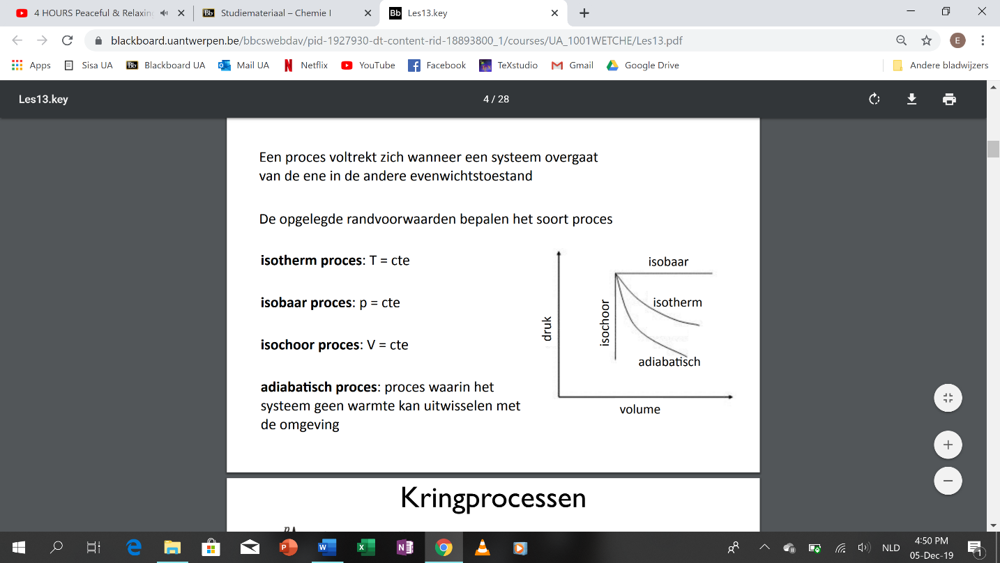 4 HOURS Peaceful & Relaxin
Studiemateriaal – Chemie I
Les13.key
blackboard.uantwerpen.be/bbcswebdav/pid-1927930-dt-content-rid-18893800_1/courses/UA_1001WETCHE/Les13.pdf
E
Apps
Sisa UA
Blackboard UA
Mail UA
Netflix
YouTube
Facebook
TeXstudio
Gmail
Google Drive
Andere bladwijzers
Les13.key
4 / 28
Een proces voltrekt zich wanneer een systeem overgaat
van de ene in de andere evenwichtstoestand
De opgelegde randvoorwaarden bepalen het soort proces
isotherm proces: T = cte
isobaar proces: p = cte
isochoor proces: V = cte
adiabatisch proces: proces waarin het
systeem geen warmte kan uitwisselen met
de omgeving
isobaar
isotherm
isochoor
druk
adiabatisch
volume
Kringprocessen
p
NLD
4:50 PM
05-Dec-19
1